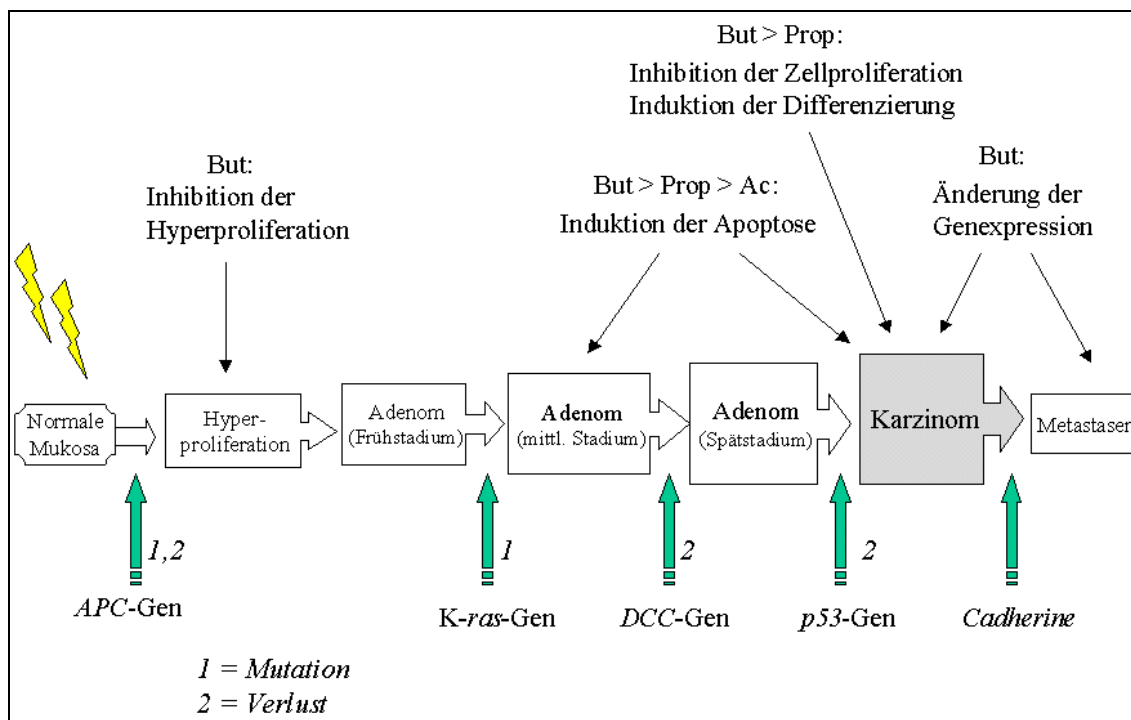 But > Prop:
Inhibition der Zellproliferation
Induktion der Differenzierung
But:
Inhibition der
Hyperproliferation
But > Prop > Ac:
Induktion der Apoptose
But:
Änderung der
Genexpression
Normale
Mukosa
Hyper-
proliferation
Adenom
(Frühstadium)
Adenom
(mittl. Stadium)
Adenom
(Spätstadium)
Karzinom
Metastasen
1,2
1
2
2
APC-Gen
K-ras-Gen
DCC-Gen
p53-Gen
Cadherine
1 = Mutation
2 = Verlust